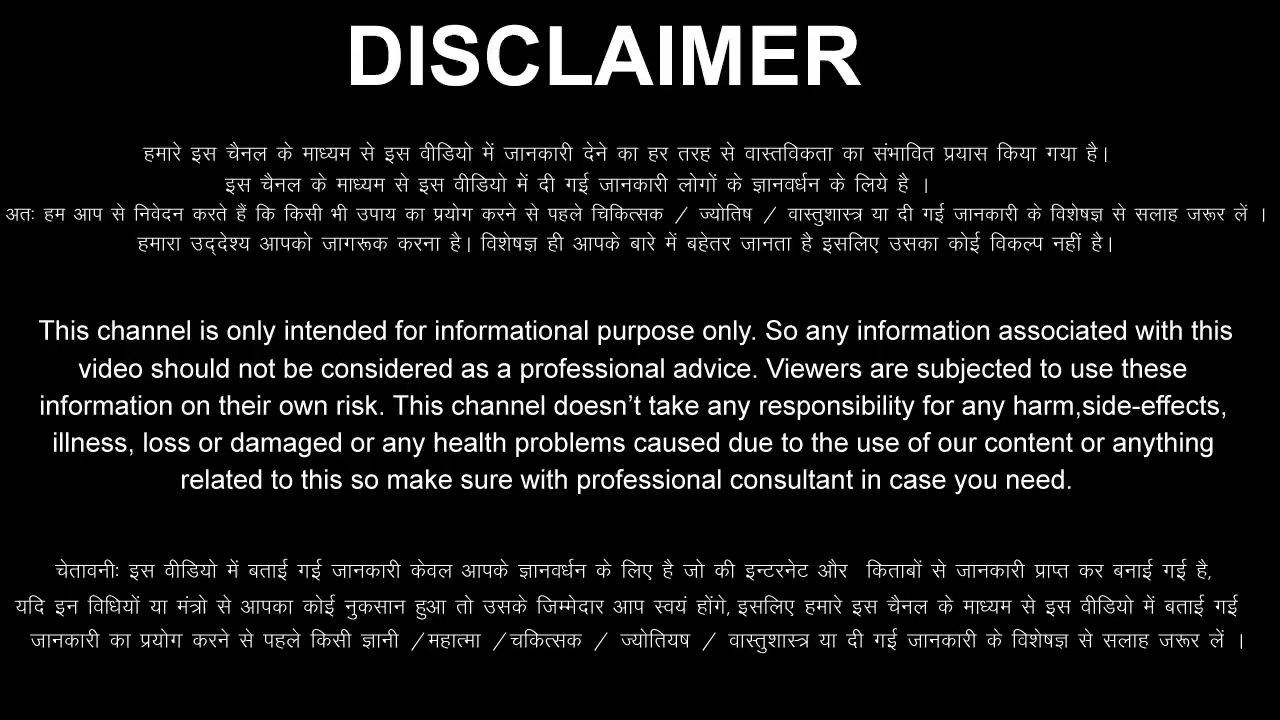 DISCLAIMER
हमारे इस चैनल के माध्यम से इस वीडियो में जानकारी देने का हर तरह से वास्तविकता का संभावित प्रयास किया गया है।
इस चैनल के माध्यम से इस वीडियो में दी गई जानकारी लोगों के ज्ञानवर्धन के लिये है ।
अतः हम आप से निवेदन करते हैं कि किसी भी उपाय का प्रयोग करने से पहले चिकित्सक / ज्योतिष / वास्तुशास्त्र या दी गई जानकारी के विशेषज्ञ से सलाह जरूर लें ।
हमारा उद्देश्य आपको जागरूक करना है। विशेषज्ञ ही आपके बारे में बहेतर जानता है इसलिए उसका कोई विकल्प नहीं है।
This channel is only intended for informational purpose only. So any information associated with this
video should not be considered as a professional advice. Viewers are subjected to use these
information on their own risk. This channel doesn’t take any responsibility for any harm,side-effects,
illness, loss or damaged or any health problems caused due to the use of our content or anything
related to this so make sure with professional consultant in case you need.
चेतावनीः इस वीडियो में बताई गई जानकारी केवल आपके ज्ञानवर्धन के लिए है जो की इन्टरनेट और किताबों से जानकारी प्राप्त कर बनाई गई है,
यदि इन विधियों या मंत्रो से आपका कोई नुकसान हुआ तो उसके जिम्मेदार आप स्वयं होंगे, इसलिए हमारे इस चैनल के माध्यम से इस वीडियो में बताई गई
जानकारी का प्रयोग करने से पहले किसी ज्ञानी /महात्मा /चकित्सक / ज्योतियष / वास्तुशास्त्र या दी गई जानकारी के विशेषज्ञ से सलाह जरूर लें ।